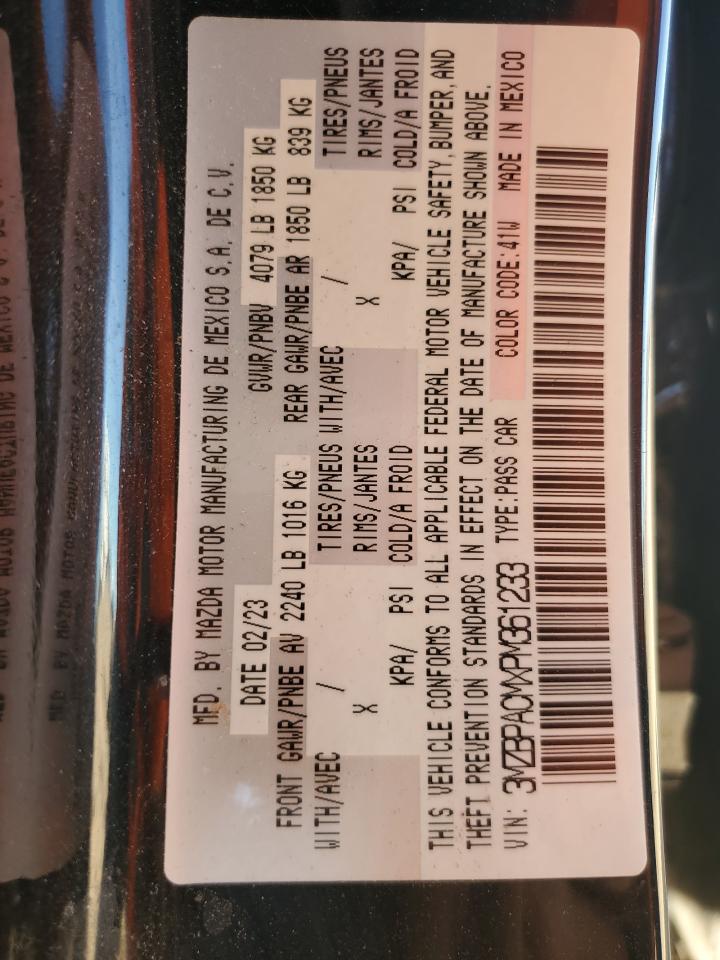 MFD. BY MAZDA MOTOR MANUFACTURING DE MEXICO S.A. DE C.V.
DATE 02/23 GVWR/PNBV 4079 LB 1850 KG
FRONT GAWR/PNBE AV 2240 LB 1016 KG REAR GAWR/PNBE AR 1850 LB 839 KG
WITH/AVEC / TIRES/PNEUS WITH/AVEC / TIRES/PNEUS
X RIMS/JANTES X RIMS/JANTES
KPA/ PSI COLD/A FROID KPA/ PSI COLD/A FROID
THIS VEHICLE CONFORMS TO ALL APPLICABLE FEDERAL MOTOR VEHICLE SAFETY, BUMPER, AND
THEFT PREVENTION STANDARDS IN EFFECT ON THE DATE OF MANUFACTURE SHOWN ABOVE.
VIN: 3MZBPACMXPM361233 TYPE:PASS CAR COLOR CODE:41W MADE IN MEXICO